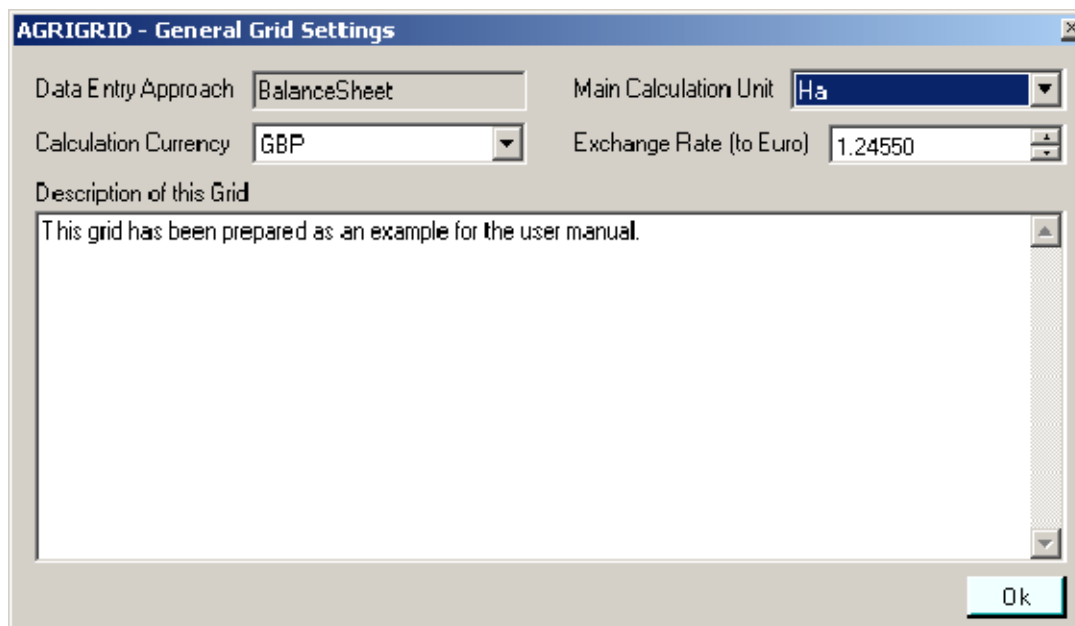 AGRIGRID - General Grid Settings
Data Entry Approach BalanceSheet Main Calculation Unit Ha
Calculation Currency GBP Exchange Rate (to Euro) 1.24550
Description of this Grid
This grid has been prepared as an example for the user manual.
Ok